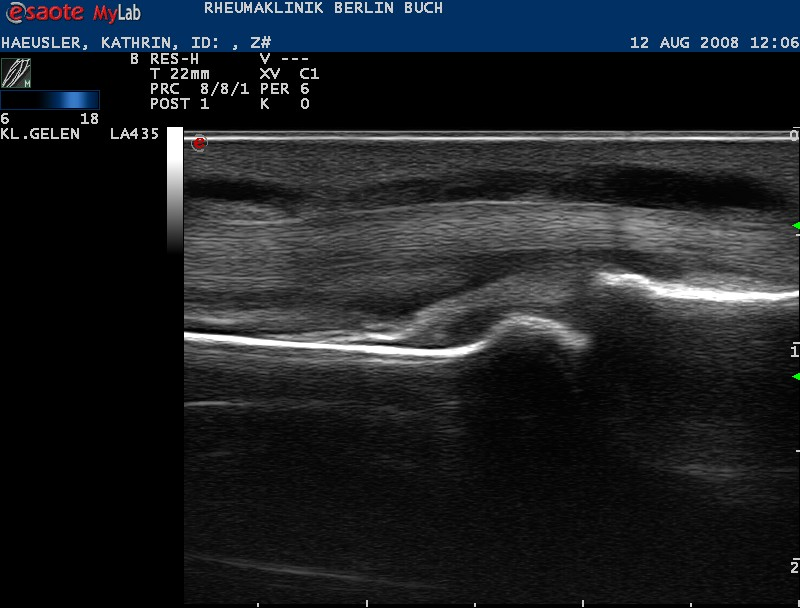 esaote MyLab
RHEUMAKLINIK BERLIN BUCH
HAEUSLER, KATHRIN, ID: , Z# 12 AUG 2008 12:06
B RES-H V ---
T 22mm XV C1
PRC 8/8/1 PER 6
POST 1 K 0
M
6 18
KL.GELEN LA435
e
0
1
2